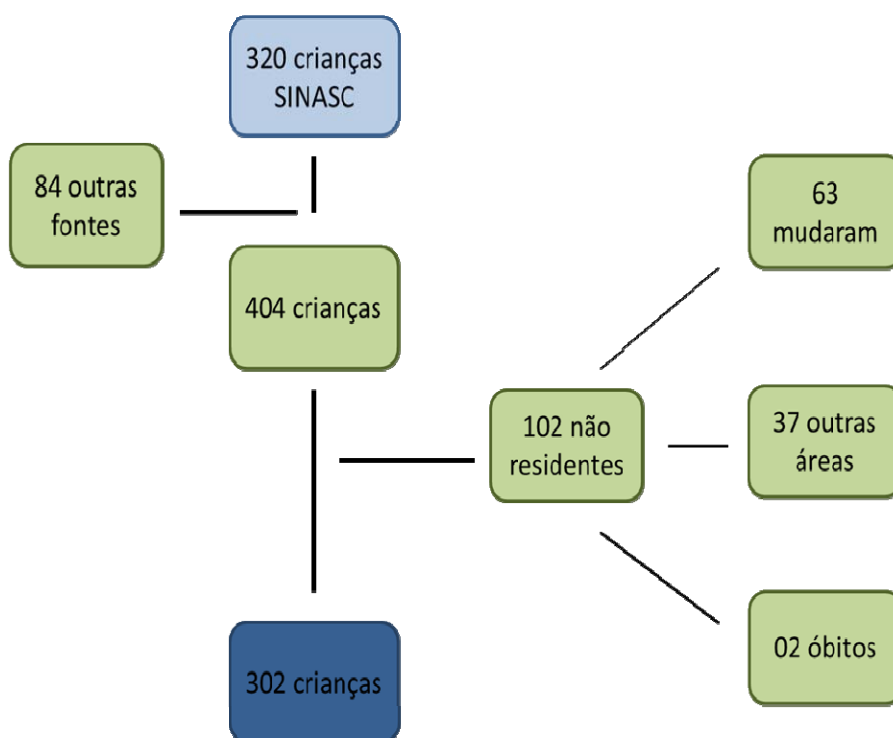 320 crianças
SINASC
84 outras
fontes
404 crianças
63
mudaram
102 não
residentes
37 outras
áreas
02 óbitos
302 crianças